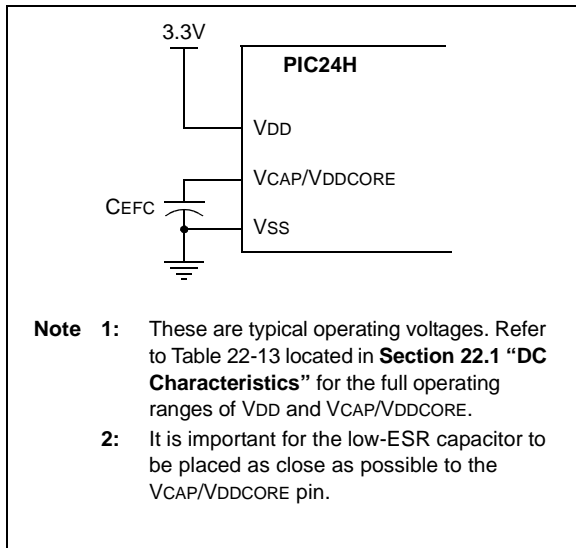 3.3V
PIC24H
VDD
VCAP/VDDCORE
CEFC
VSS
Note 1: These are typical operating voltages. Refer
to Table 22-13 located in Section 22.1 “DC
Characteristics” for the full operating
ranges of VDD and VCAP/VDDCORE.
2: It is important for the low-ESR capacitor to
be placed as close as possible to the
VCAP/VDDCORE pin.